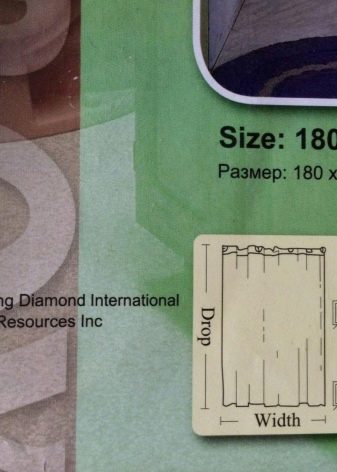 Size: 180
Размер: 180 x
ng Diamond International
Resources Inc
Drop
Width